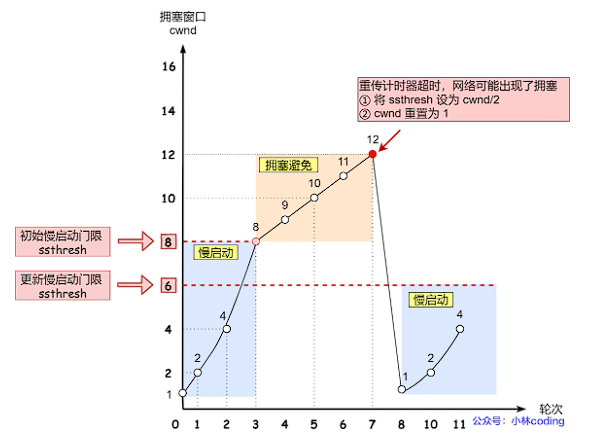 拥塞窗口
cwnd
16
14
12
10
8
6
4
2
1
初始慢启动门限
ssthresh
更新慢启动门限
ssthresh
重传计时器超时，网络可能出现了拥塞
① 将 ssthresh 设为 cwnd/2
② cwnd 重置为 1
拥塞避免
慢启动
慢启动
2
4
8
9
10
11
12
1
2
4
0
1
2
3
4
5
6
7
8
9
10
11
轮次
公众号：小林coding